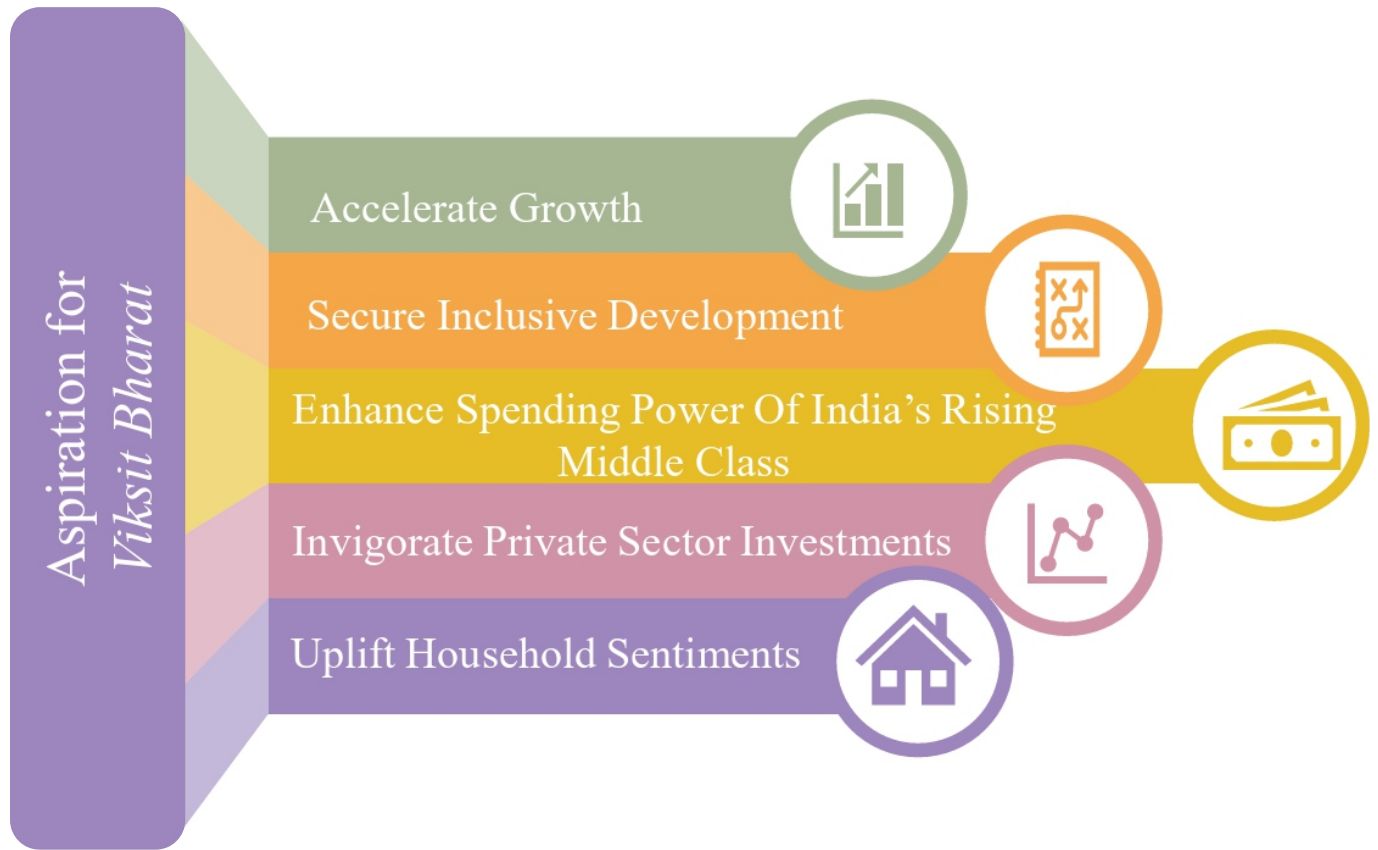 Aspiration for
Viksit Bharat
Accelerate Growth
Secure Inclusive Development
Enhance Spending Power Of India’s Rising
Middle Class
Invigorate Private Sector Investments
Uplift Household Sentiments